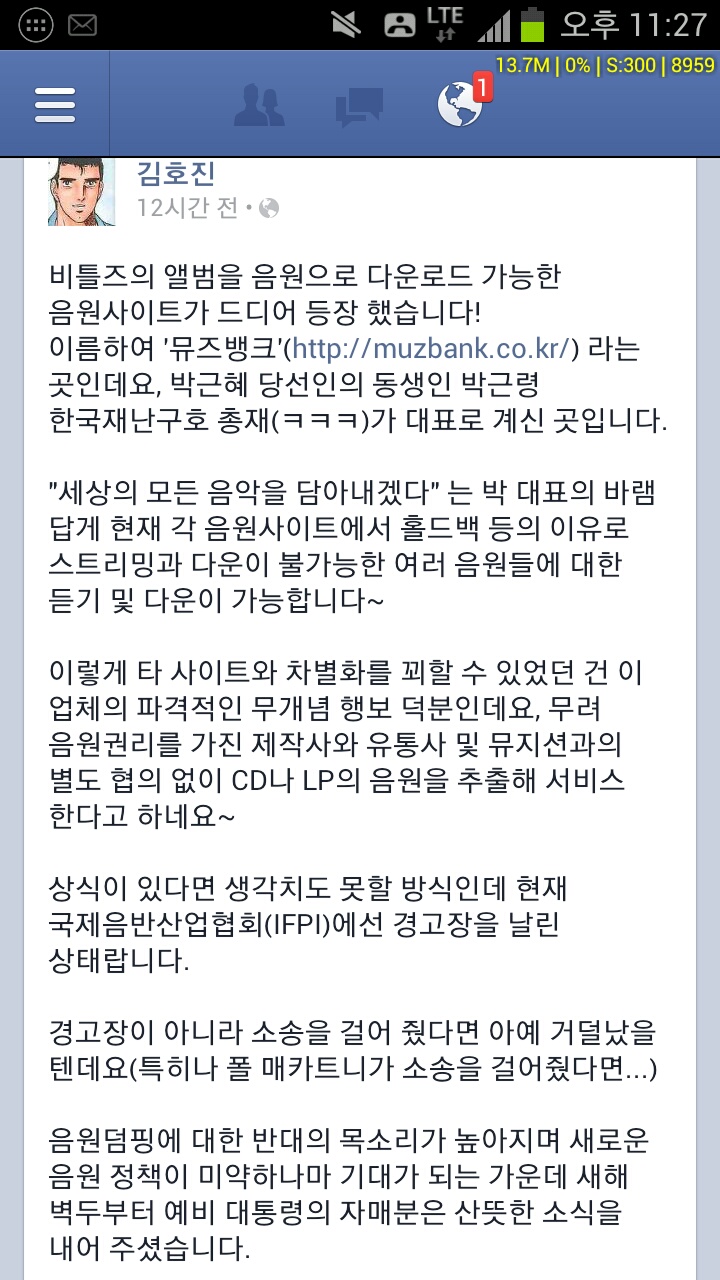 LTE
오후 11:27
13.7M | 0% | S:300 | 8959
1
김호진
12시간 전 •
비틀즈의 앨범을 음원으로 다운로드 가능한
음원사이트가 드디어 등장 했습니다!
이름하여 '뮤즈뱅크'(http://muzbank.co.kr/) 라는
곳인데요, 박근혜 당선인의 동생인 박근령
한국재난구호 총재(ㅋㅋㅋ)가 대표로 계신 곳입니다.
"세상의 모든 음악을 담아내겠다" 는 박 대표의 바램
답게 현재 각 음원사이트에서 홀드백 등의 이유로
스트리밍과 다운이 불가능한 여러 음원들에 대한
듣기 및 다운이 가능합니다~
이렇게 타 사이트와 차별화를 꾀할 수 있었던 건 이
업체의 파격적인 무개념 행보 덕분인데요, 무려
음원권리를 가진 제작사와 유통사 및 뮤지션과의
별도 협의 없이 CD나 LP의 음원을 추출해 서비스
한다고 하네요~
상식이 있다면 생각치도 못할 방식인데 현재
국제음반산업협회(IFPI)에선 경고장을 날린
상태랍니다.
경고장이 아니라 소송을 걸어 줬다면 아예 거덜났을
텐데요(특히나 폴 매카트니가 소송을 걸어줬다면...)
음원덤핑에 대한 반대의 목소리가 높아지며 새로운
음원 정책이 미약하나마 기대가 되는 가운데 새해
벽두부터 예비 대통령의 자매분은 산뜻한 소식을
내어 주셨습니다.